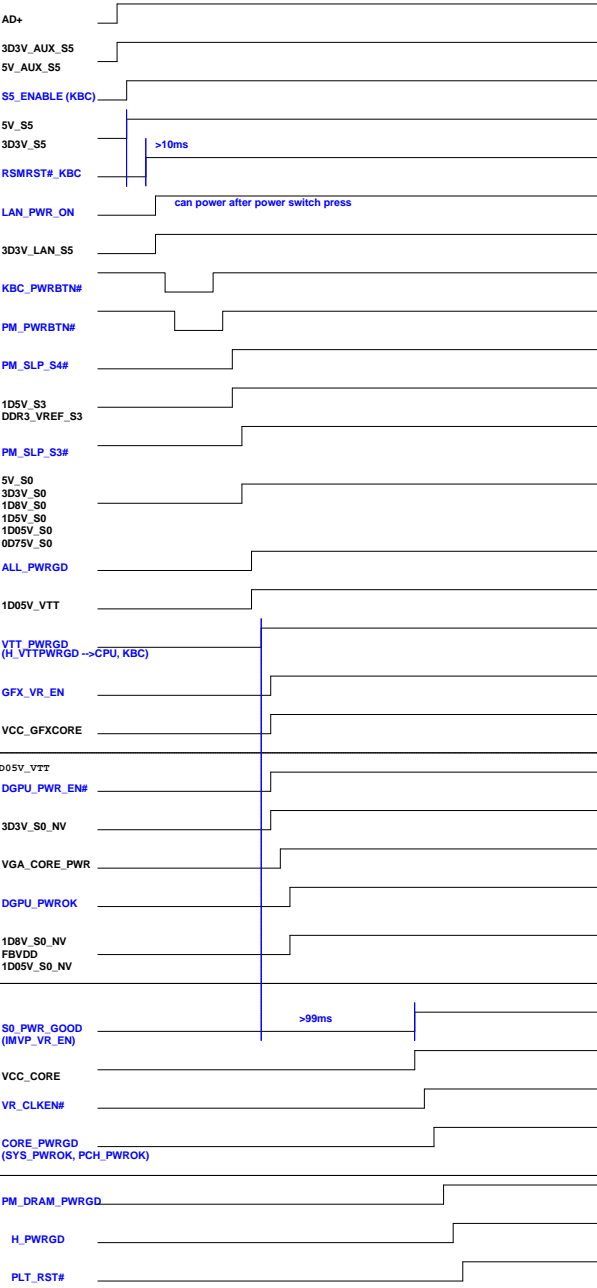 AD+
3D3V_AUX_S5
5V_AUX_S5
S5_ENABLE (KBC)
5V_S5
3D3V_S5
>10ms
RSMRST#_KBC
LAN_PWR_ON
can power after power switch press
3D3V_LAN_S5
KBC_PWRBTN#
PM_PWRBTN#
PM_SLP_S4#
1D5V_S3
DDR3_VREF_S3
PM_SLP_S3#
5V_S0
3D3V_S0
1D8V_S0
1D5V_S0
1D05V_S0
0D75V_S0
ALL_PWRGD
1D05V_VTT
VTT_PWRGD
(H_VTTPWRGD -->CPU, KBC)
GFX_VR_EN
VCC_GFXCORE
D05V_VTT
DGPU_PWR_EN#
3D3V_S0_NV
VGA_CORE_PWR
DGPU_PWROK
1D8V_S0_NV
FBVDD
1D05V_S0_NV
>99ms
S0_PWR_GOOD
(IMVP_VR_EN)
VCC_CORE
VR_CLKEN#
CORE_PWRGD
(SYS_PWROK, PCH_PWROK)
PM_DRAM_PWRGD
H_PWRGD
PLT_RST#